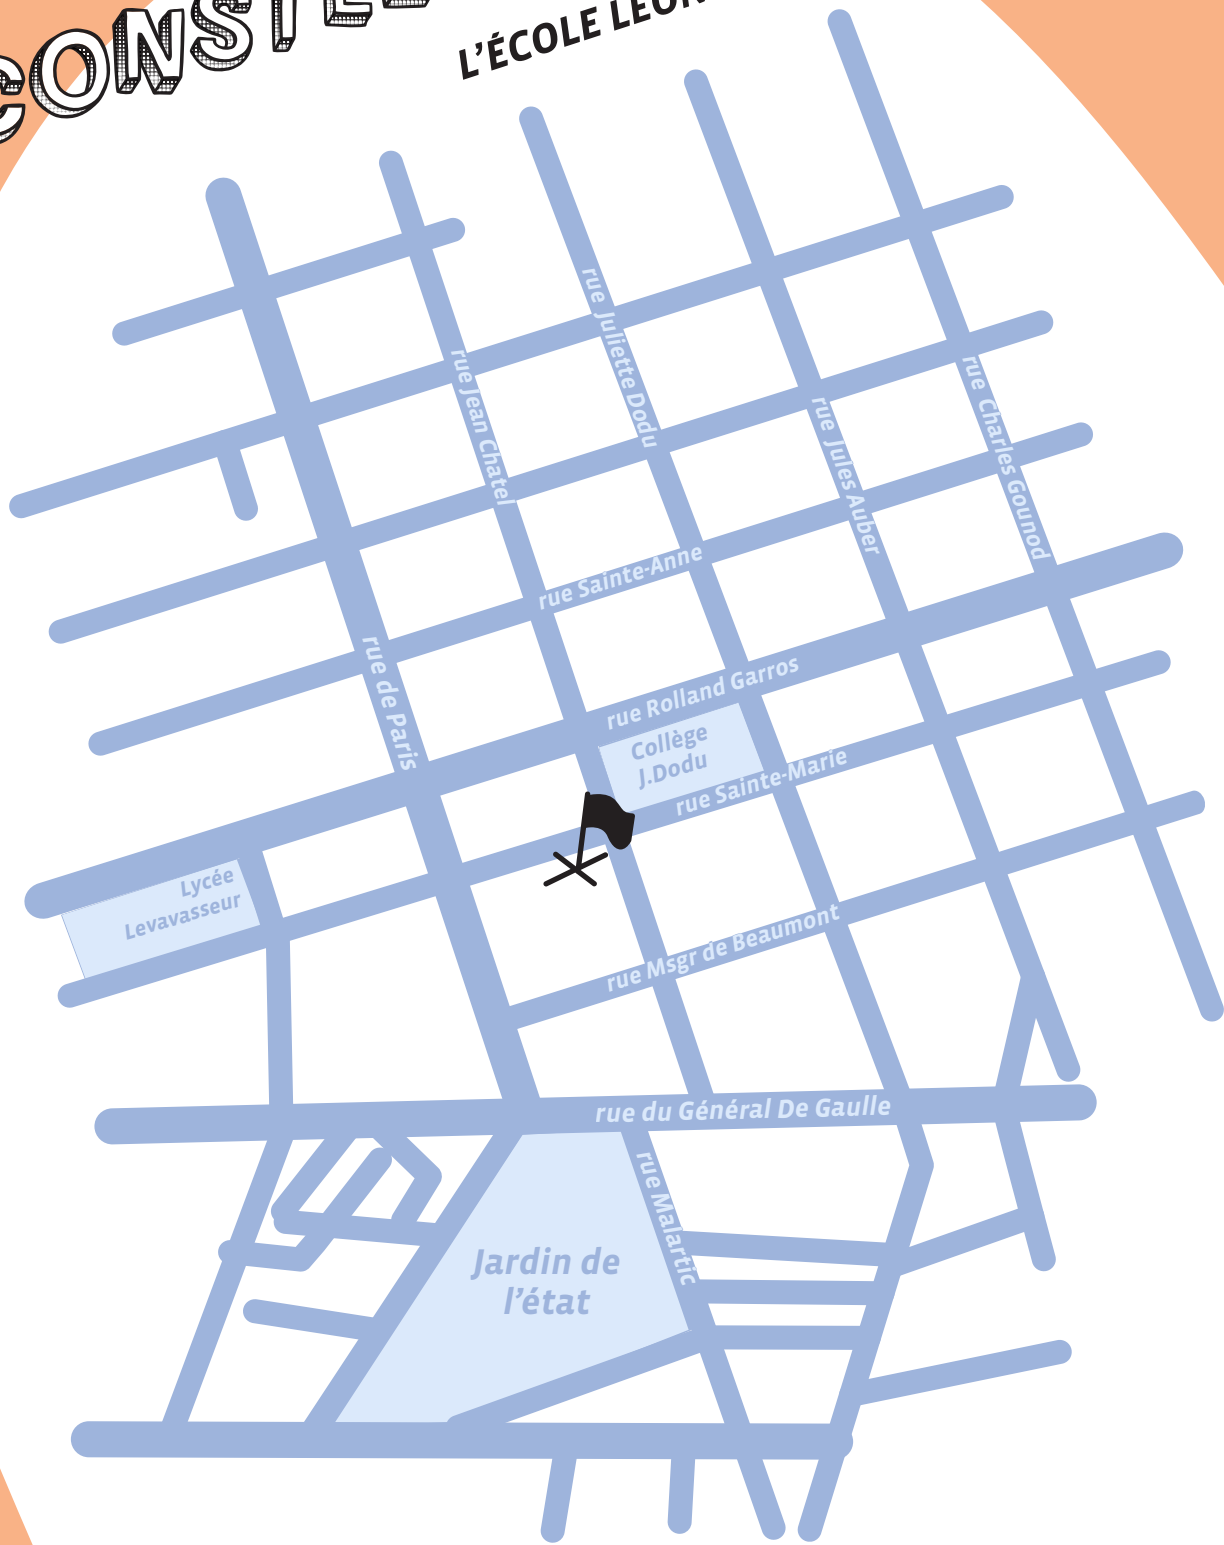 L'ÉCOLE
rue Juliette Dodu
rue Jean Chatel
rue Charles Gounod
rue Jules Auber
rue Sainte-Anne
rue de Paris
rue Rolland Garros
Collège
J.Dodu
rue Sainte-Marie
Lycée
Levavasseur
rue Msgr de Beaumont
rue du Général De Gaulle
rue Malartic
Jardin de
l'état